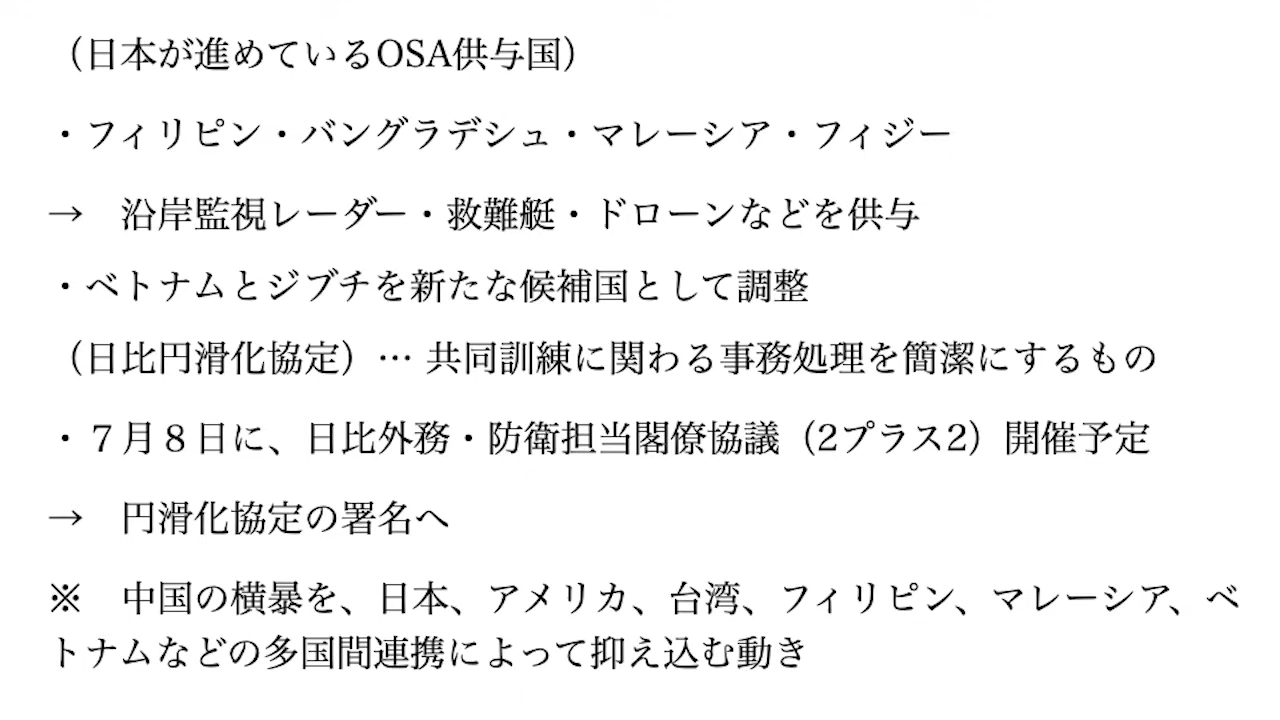 （日本が進めているOSA供与国）
・フィリピン・バングラデシュ・マレーシア・フィジー
→　沿岸監視レーダー・救難艇・ドローンなどを供与
・ベトナムとジブチを新たな候補国として調整
（日比円滑化協定）… 共同訓練に関わる事務処理を簡潔にするもの
・７月８日に、日比外務・防衛担当閣僚協議（2プラス2）開催予定
→　円滑化協定の署名へ
※　中国の横暴を、日本、アメリカ、台湾、フィリピン、マレーシア、ベ
トナムなどの多国間連携によって抑え込む動き